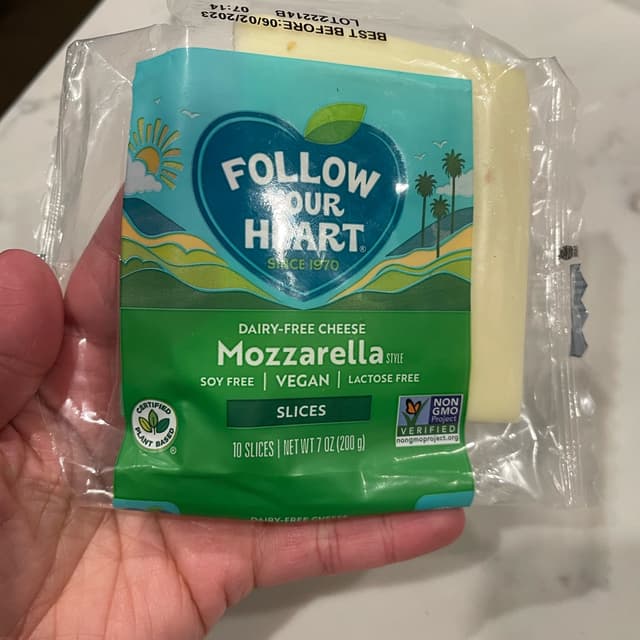 BEST BEFORE:06/02/2023
LOT22214B 07:14
FOLLOW
YOUR
HEART®
SINCE 1970
DAIRY-FREE CHEESE
Mozzarella STYLE
SOY FREE | VEGAN | LACTOSE FREE
SLICES
10 SLICES | NET WT 7 OZ (200 g)
CERTIFIED
PLANT BASED
®
NON
GMO
Project
VERIFIED
nongmoproject.org
DAIRY-FREE CHEESE